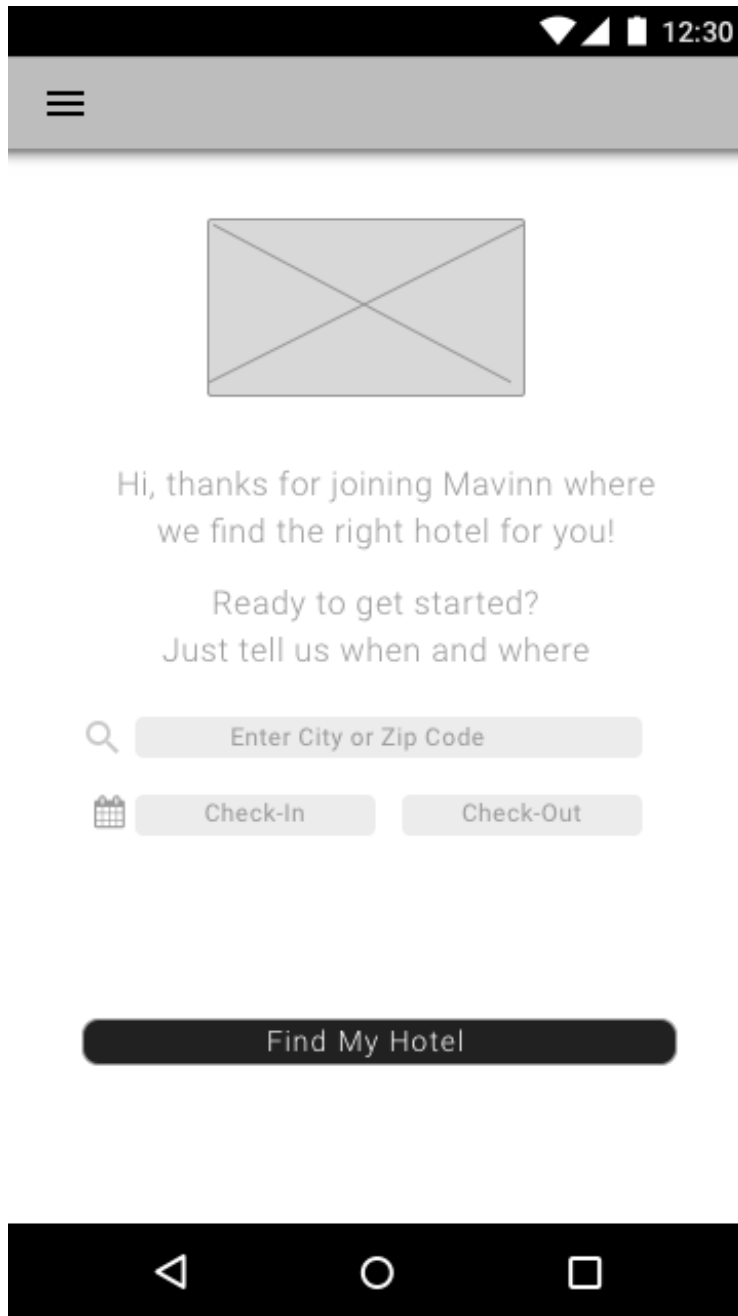 12:30
Hi, thanks for joining Mavinn where
we find the right hotel for you!
Ready to get started?
Just tell us when and where
Enter City or Zip Code
Check-In Check-Out
Find My Hotel